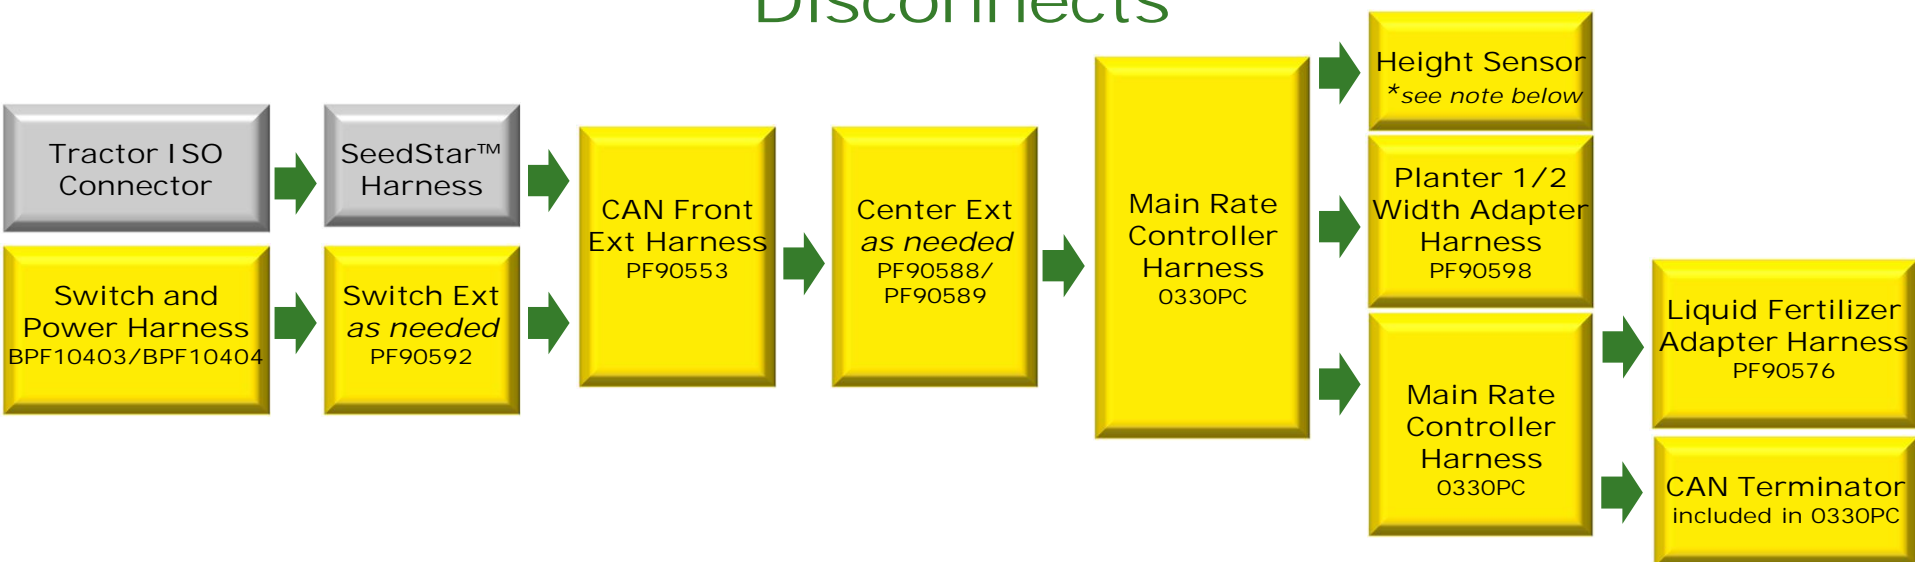 Disconnects
Tractor ISO
Connector
SeedStar™
Harness
Switch and
Power Harness
BPF10403/BPF10404
Switch Ext
as needed
PF90592
CAN Front
Ext Harness
PF90553
Center Ext
as needed
PF90588/
PF90589
Main Rate
Controller
Harness
0330PC
Height Sensor
*see note below
Planter 1/2
Width Adapter
Harness
PF90598
Main Rate
Controller
Harness
0330PC
Liquid Fertilizer
Adapter Harness
PF90576
CAN Terminator
included in 0330PC